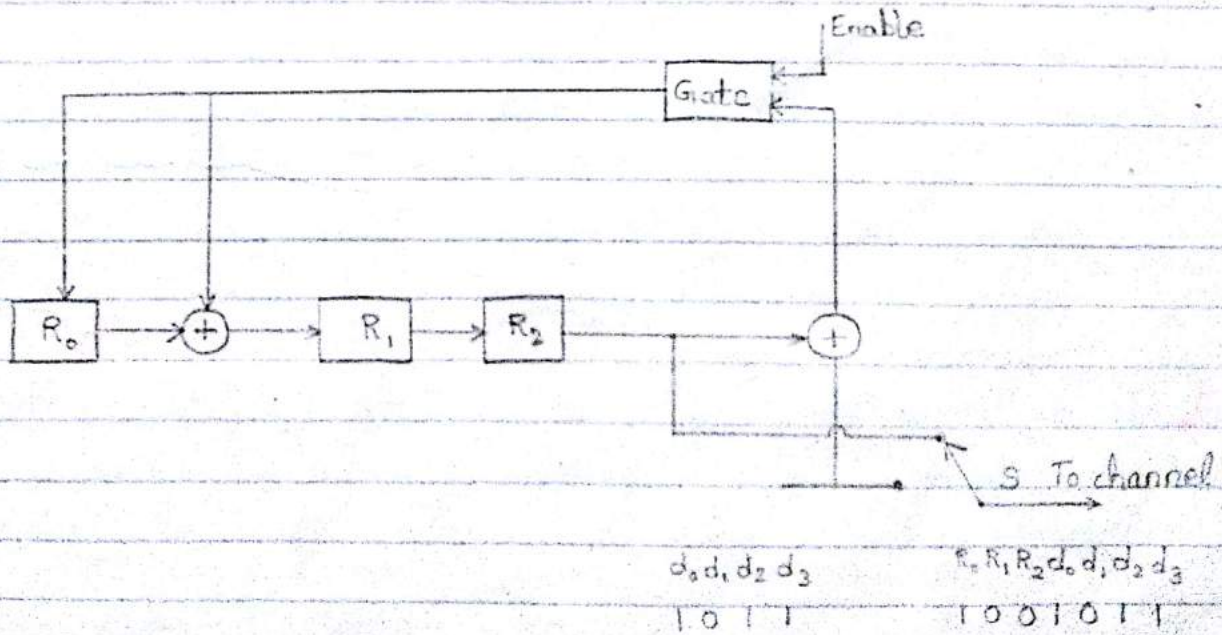 Enable
Gate
R₀ + R₁ R₂ +
S To channel
d₀ d₁ d₂ d₃ R₀ R₁ R₂ d₀ d₁ d₂ d₃
1 0 1 1 1 0 0 1 0 1 1